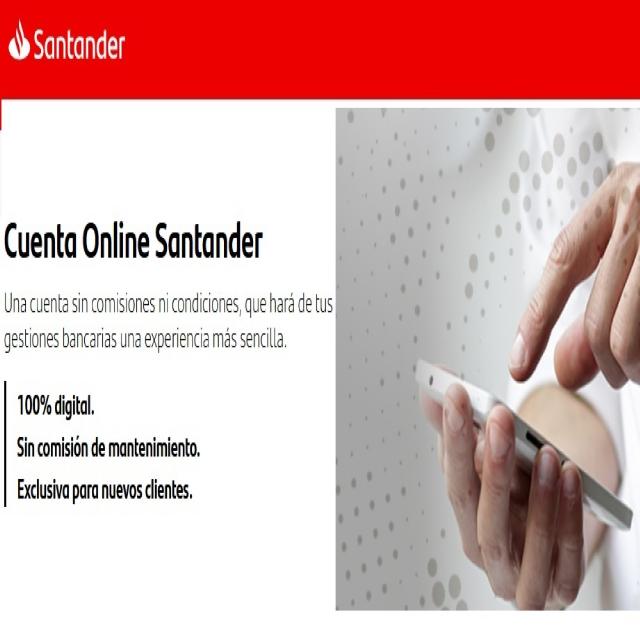 Santander
Cuenta Online Santander
Una cuenta sin comisiones ni condiciones, que hará de tus
gestiones bancarias una experiencia más sencilla.
100% digital.
Sin comisión de mantenimiento.
Exclusiva para nuevos clientes.